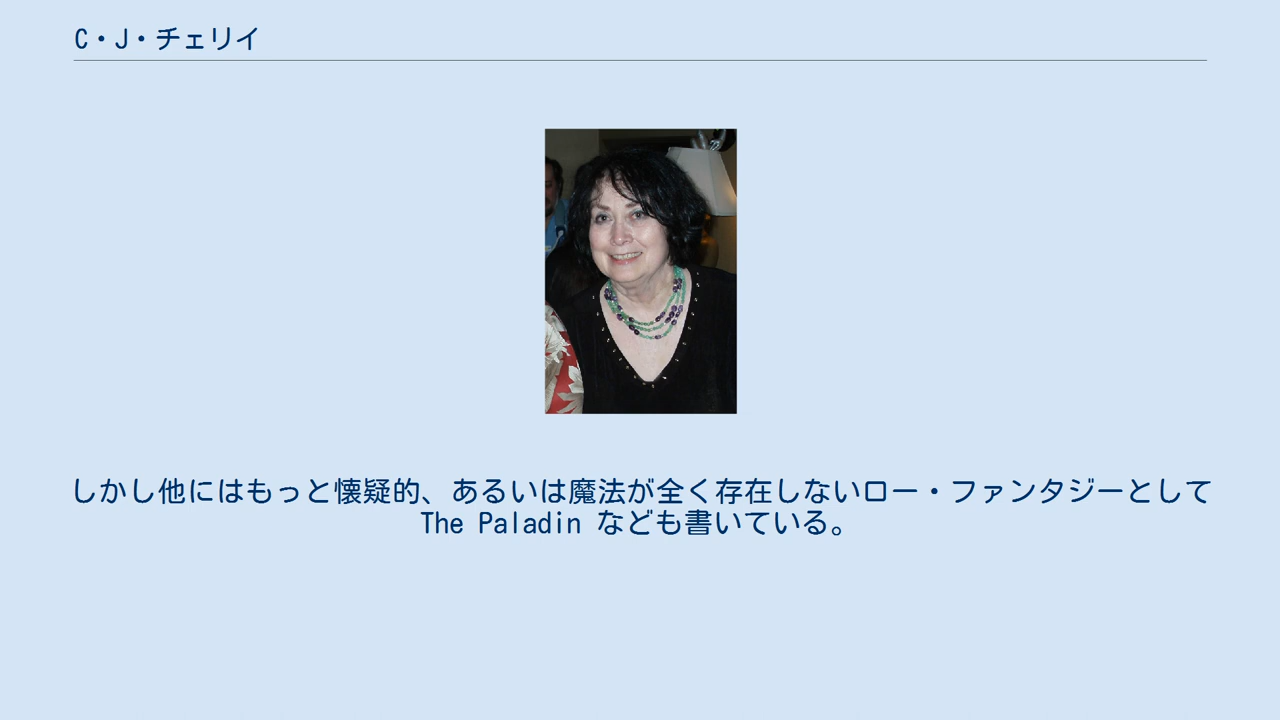 C・J・チェリイ
しかし他にはもっと懐疑的、あるいは魔法が全く存在しないロー・ファンタジーとして
The Paladin なども書いている。